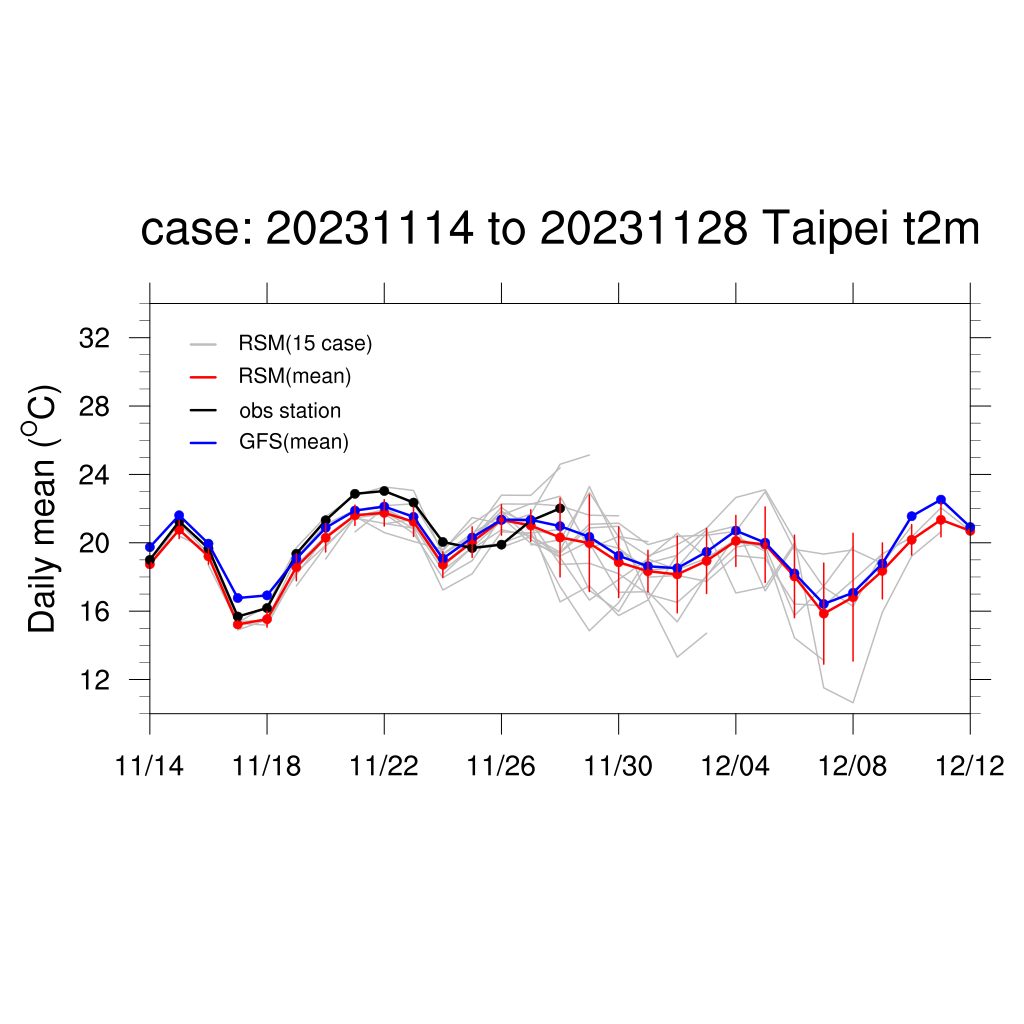 case: 20231114 to 20231128 Taipei t2m
Daily mean (°C)
32
28
24
20
16
12
RSM(15 case)
RSM(mean)
obs station
GFS(mean)
11/14 11/18 11/22 11/26 11/30 12/04 12/08 12/12